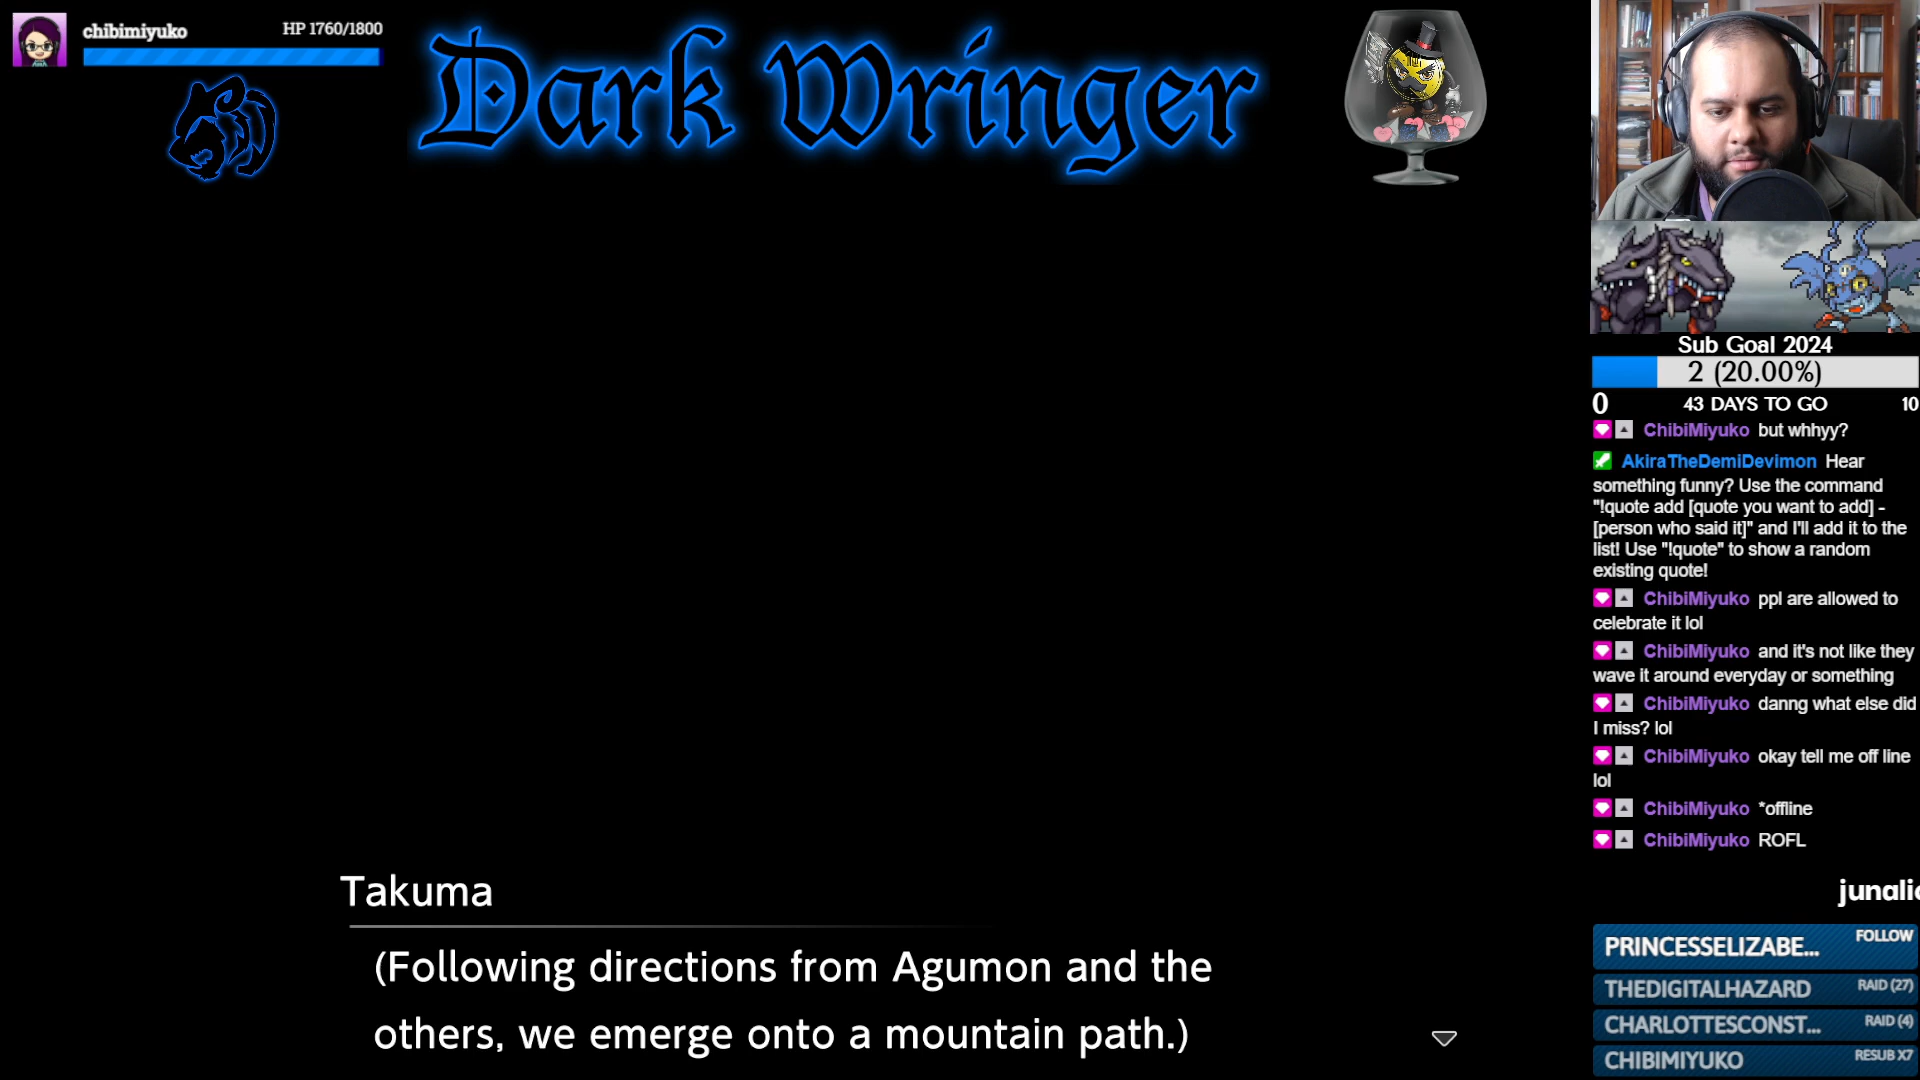 chibimiyuko
HP 1760/1800
Dark Wringer
Sub Goal 2024
2 (20.00%)
0
43 DAYS TO GO
10
ChibiMiyuko but whhyy?
AkiraTheDemiDevimon Hear
something funny? Use the command
"!quote add [quote you want to add] -
[person who said it]" and I'll add it to the
list! Use "!quote" to show a random
existing quote!
ChibiMiyuko ppl are allowed to
celebrate it lol
ChibiMiyuko and it's not like they
wave it around everyday or something
ChibiMiyuko danng what else did
I miss? lol
ChibiMiyuko okay tell me off line
lol
ChibiMiyuko *offline
ChibiMiyuko ROFL
Takuma
(Following directions from Agumon and the
others, we emerge onto a mountain path.)
PRINCESSELIZABE...
FOLLOW
THEDIGITALHAZARD
RAID (27)
CHARLOTTESCONST...
RAID (4)
CHIBIMIYUKO
RESUB X7